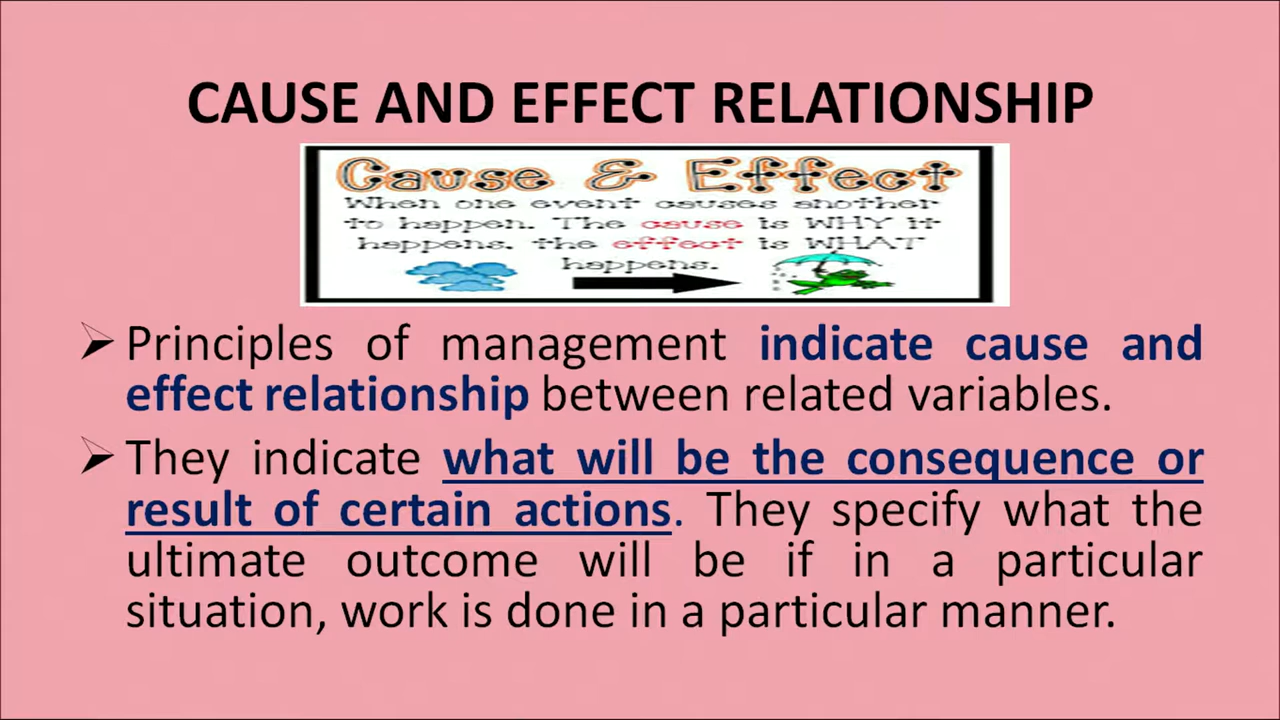 CAUSE AND EFFECT RELATIONSHIP
Cause & Effect
When one event causes another
to happen. The cause is WHY it
happens. the effect is WHAT
happens.
Principles of management indicate cause and
effect relationship between related variables.
They indicate what will be the consequence or
result of certain actions. They specify what the
ultimate outcome will be if in a particular
situation, work is done in a particular manner.